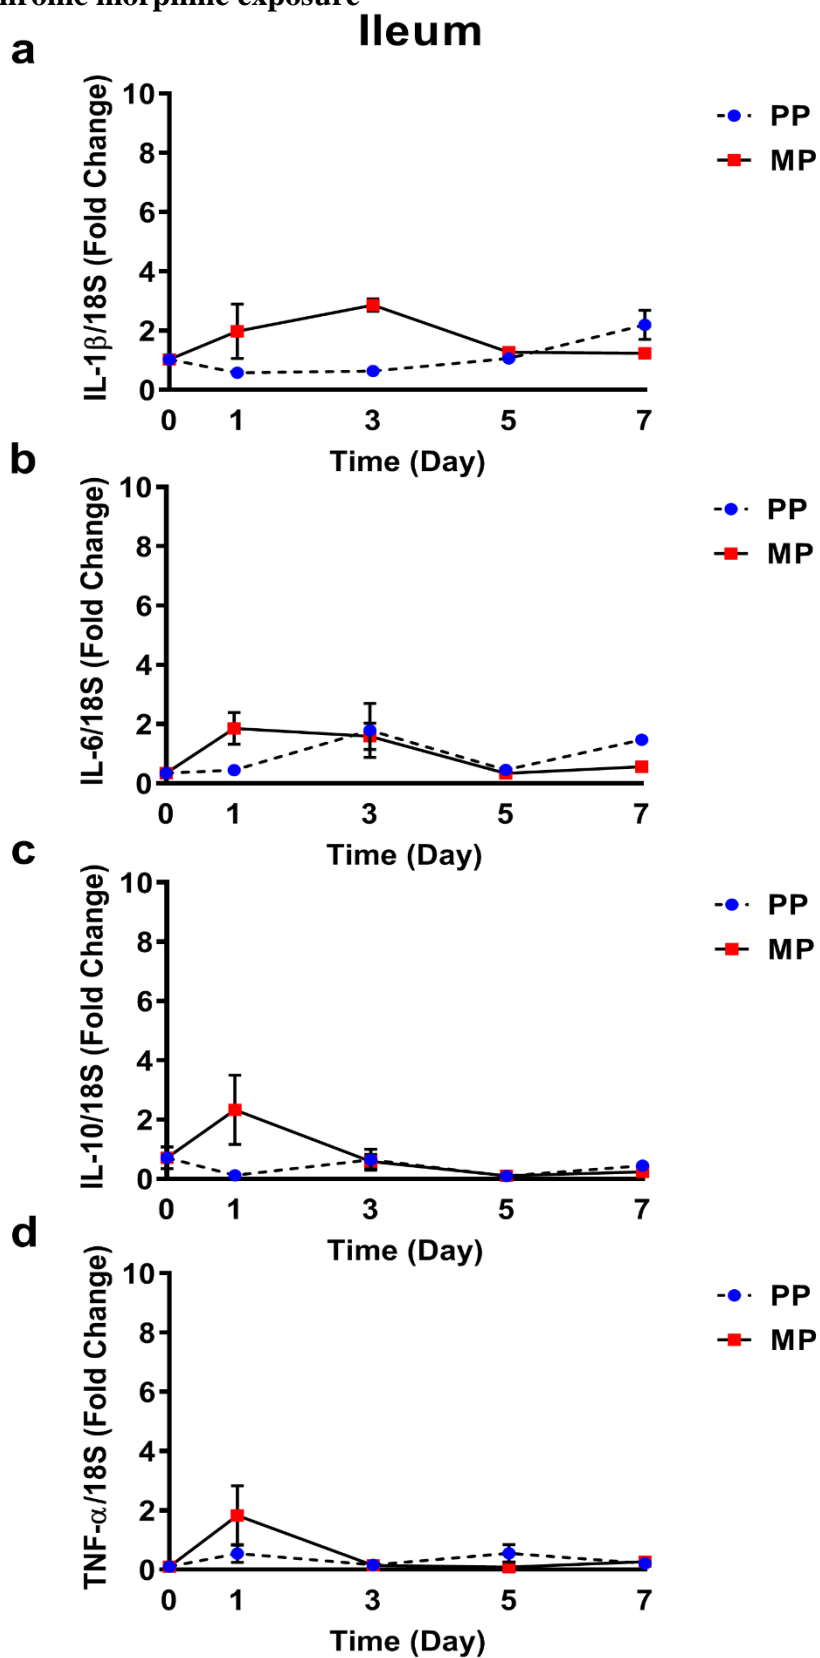 morphine exposure
Ileum
a
IL-1β/18S (Fold Change)
10
8
6
4
2
0
0 1 3 5 7
Time (Day)
PP
MP
b
IL-6/18S (Fold Change)
10
8
6
4
2
0
0 1 3 5 7
Time (Day)
PP
MP
c
IL-10/18S (Fold Change)
10
8
6
4
2
0
0 1 3 5 7
Time (Day)
PP
MP
d
TNF-α/18S (Fold Change)
10
8
6
4
2
0
0 1 3 5 7
Time (Day)
PP
MP